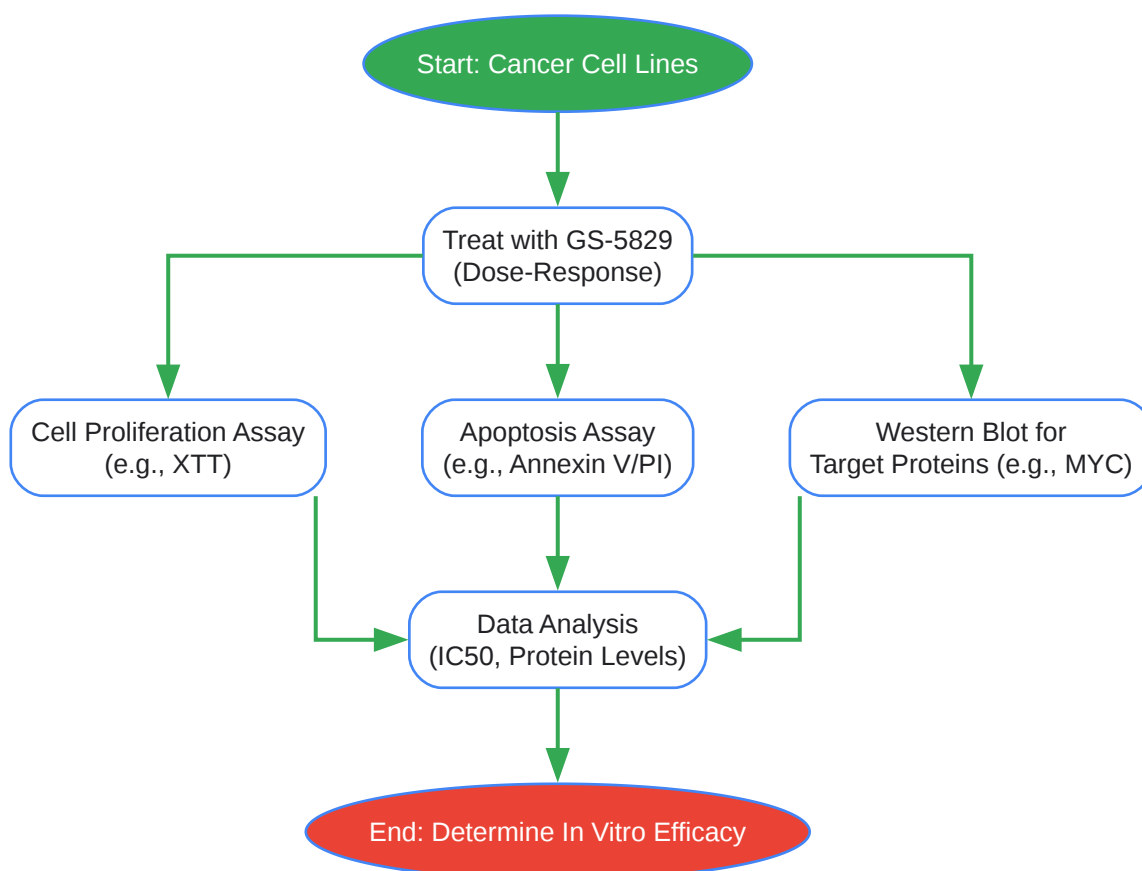 Start: Cancer Cell Lines
Treat with GS-5829
(Dose-Response)
Cell Proliferation Assay
(e.g., XTT)
Apoptosis Assay
(e.g., Annexin V/PI)
Western Blot for
Target Proteins (e.g., MYC)
Data Analysis
(IC50, Protein Levels)
End: Determine In Vitro Efficacy